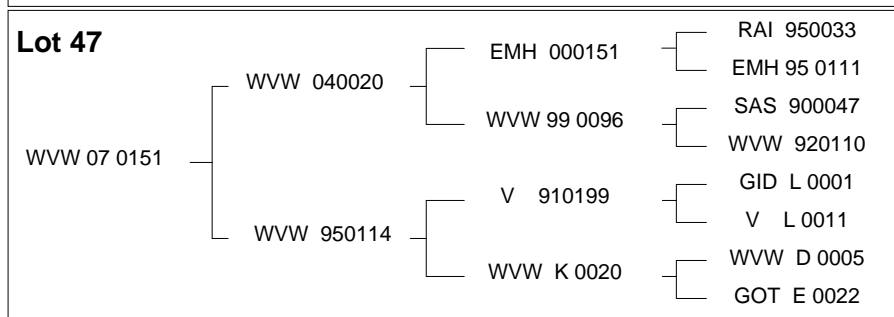 Lot 47
RAI 950033
EMH 000151
EMH 95 0111
WVW 040020
SAS 900047
WVW 99 0096
WVW 920110
WVW 07 0151
GID L 0001
V 910199
V L 0011
WVW 950114
WVW D 0005
WVW K 0020
GOT E 0022